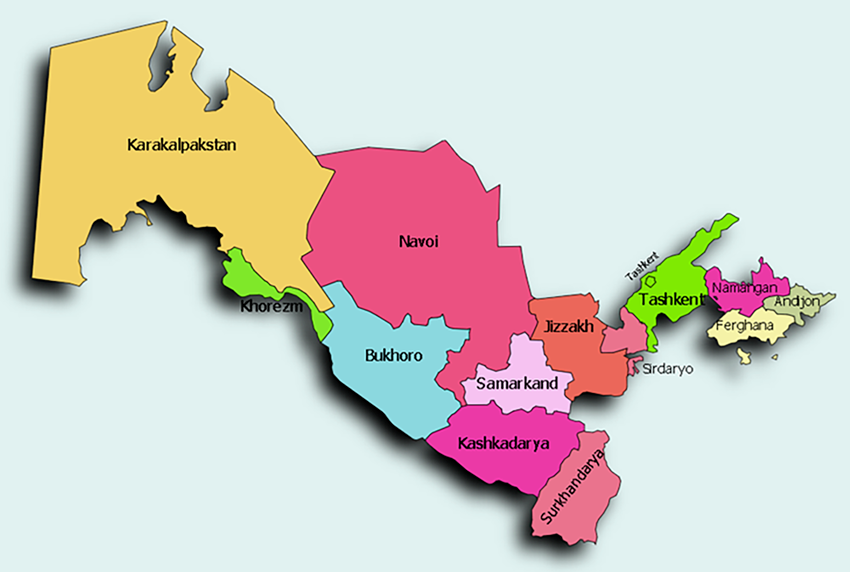 Karakalpakstan
Navoi
Tashkent
Namangan
Tashkent
Andijon
Khorezm
Jizzakh
Ferghana
Bukhoro
Sirdaryo
Samarkand
Kashkadarya
Surkhandarya